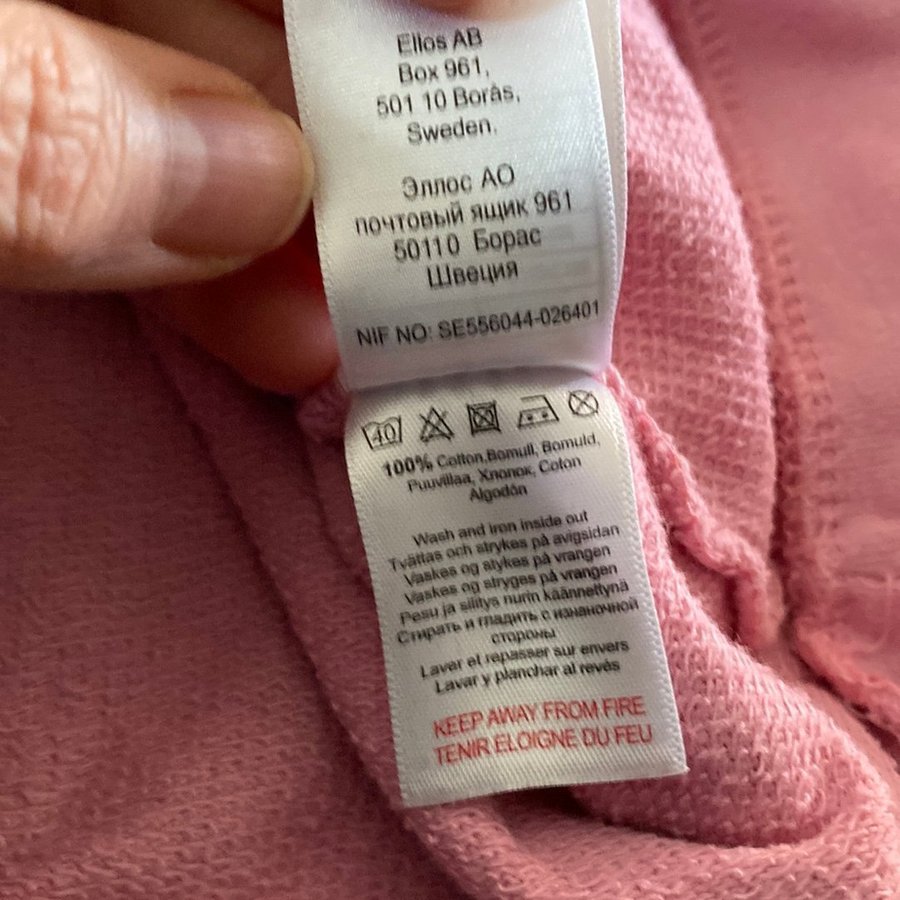 Ellos AB
Box 961,
501 10 Borås,
Sweden.
Эллос АО
почтовый ящик 961
50110 Борас
Швеция
NIF NO: SE556044-026401
40
100% Cotton,Bomull, Bomuld,
Puuvillaa, Хлопок, Coton
Algodón
Wash and iron inside out
Tvättas och strykes på avigsidan
Vaskes og stykes på vrangen
Vaskes og stryges på vrangen
Pesu ja silitys nurin käännettynä
Стирать и гладить с изнаночной
стороны
Laver et repasser sur envers
Lavar y planchar al revés
KEEP AWAY FROM FIRE
TENIR ELOIGNE DU FEU